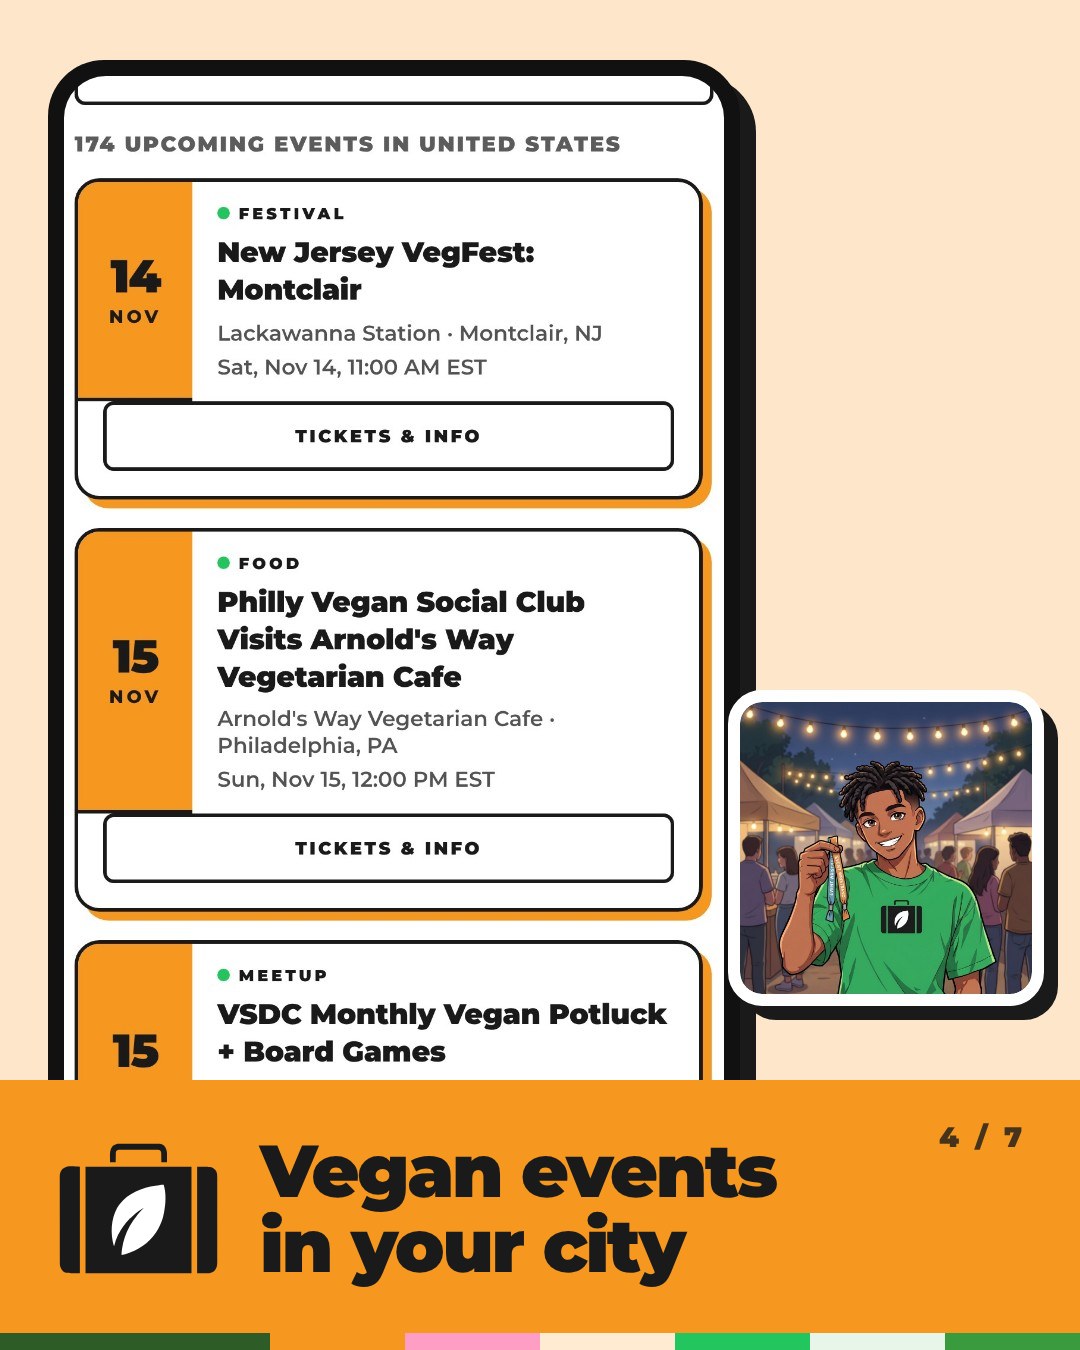 174 UPCOMING EVENTS IN UNITED STATES
14
NOV
FESTIVAL
New Jersey VegFest:
Montclair
Lackawanna Station · Montclair, NJ
Sat, Nov 14, 11:00 AM EST
TICKETS & INFO
15
NOV
FOOD
Philly Vegan Social Club
Visits Arnold's Way
Vegetarian Cafe
Arnold's Way Vegetarian Cafe ·
Philadelphia, PA
Sun, Nov 15, 12:00 PM EST
TICKETS & INFO
15
MEETUP
VSDC Monthly Vegan Potluck
+ Board Games
4 / 7
Vegan events
in your city